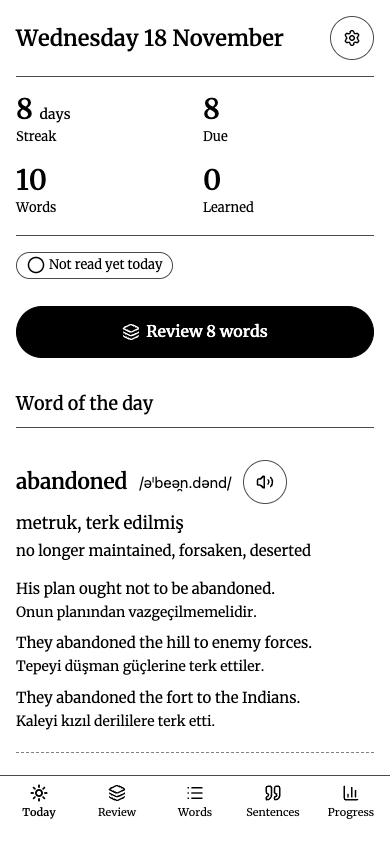 Wednesday 18 November
8 days
Streak
8
Due
10
Words
0
Learned
Not read yet today
Review 8 words
Word of the day
abandoned /əˈbeən̪.dənd/
metruk, terk edilmiş
no longer maintained, forsaken, deserted
His plan ought not to be abandoned.
Onun planından vazgeçilmemelidir.
They abandoned the hill to enemy forces.
Tepeyi düşman güçlerine terk ettiler.
They abandoned the fort to the Indians.
Kaleyi kızıl derililere terk etti.
Today
Review
Words
Sentences
Progress